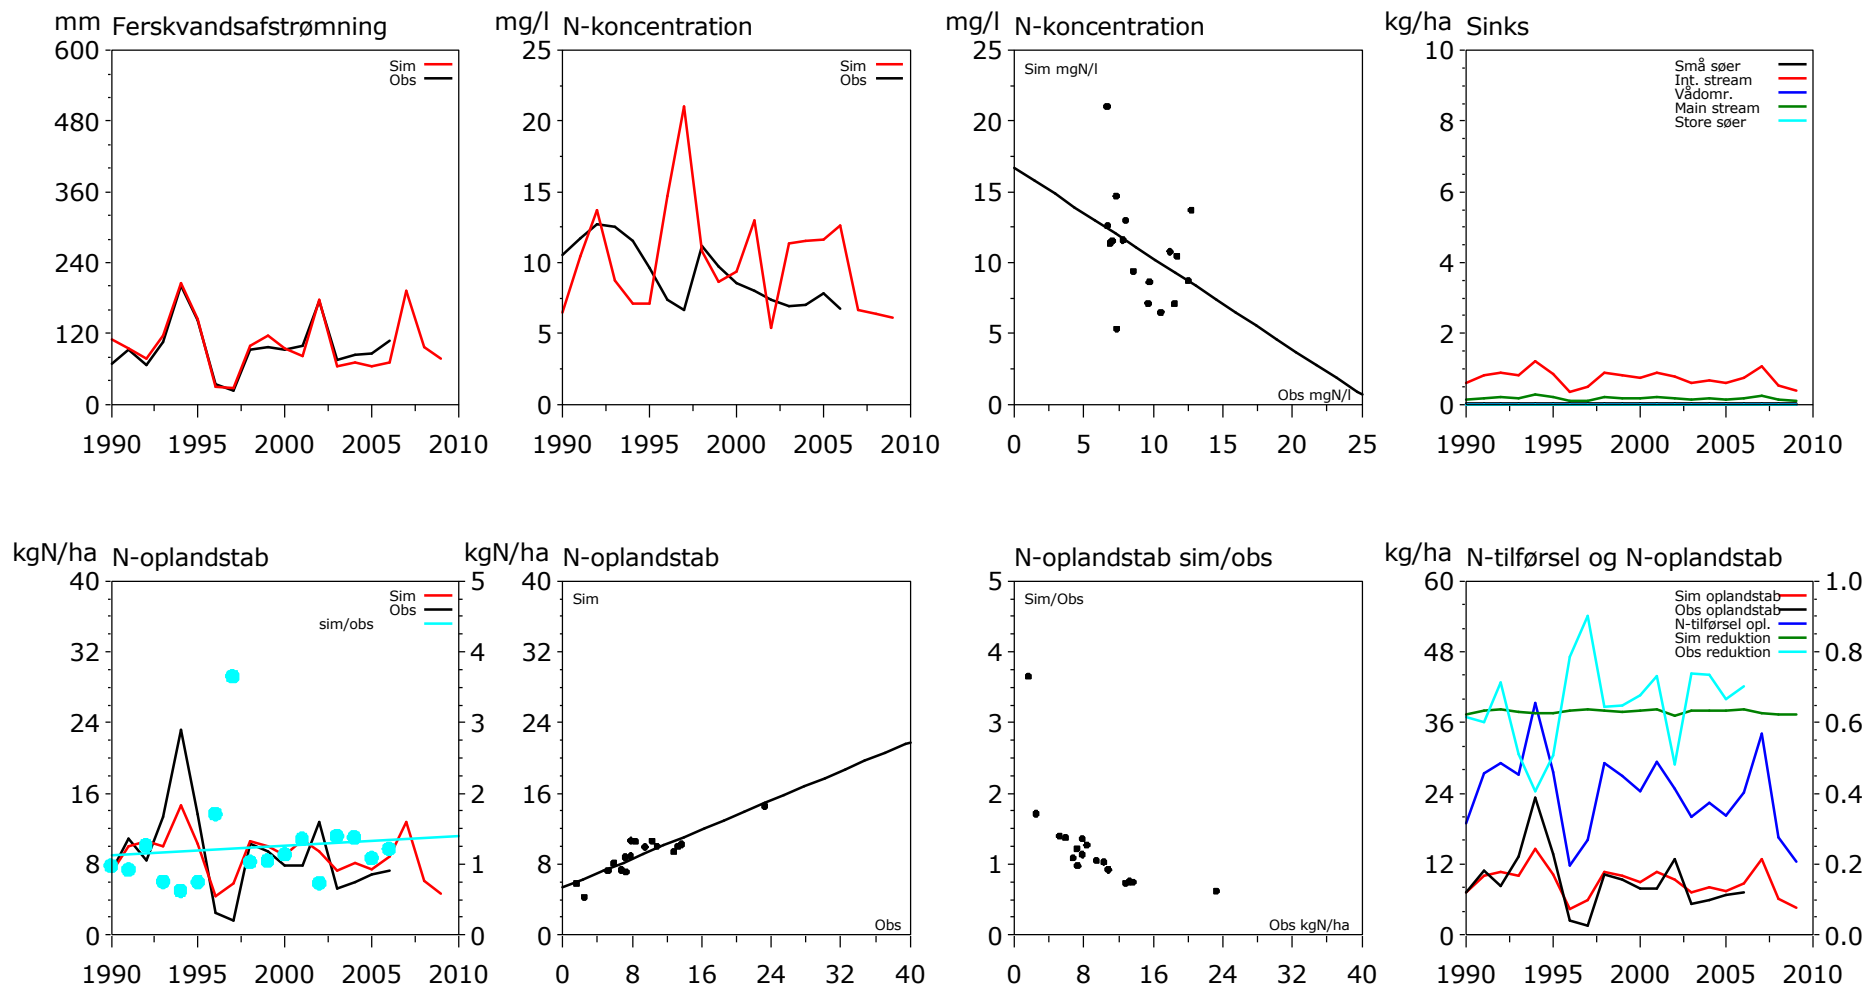 mm Ferskvandsafstrømning
600
480
360
240
120
0
1990 1995 2000 2005 2010
Sim
Obs
mg/l N-koncentration
25
20
15
10
5
0
1990 1995 2000 2005 2010
Sim
Obs
mg/l N-koncentration
25
20
15
10
5
0
0 5 10 15 20 25
Sim mgN/l
Obs mgN/l
kg/ha Sinks
10
8
6
4
2
0
1990 1995 2000 2005 2010
Små søer
Int. stream
Vådomr.
Main stream
Store søer
kgN/ha N-oplandstab
40
32
24
16
8
0
5
4
3
2
1
0
1990 1995 2000 2005 2010
Sim
Obs
sim/obs
kgN/ha N-oplandstab
40
32
24
16
8
0
0 8 16 24 32 40
Sim
Obs
N-oplandstab sim/obs
5
4
3
2
1
0
0 8 16 24 32 40
Sim/Obs
Obs kgN/ha
kg/ha N-tilførsel og N-oplandstab
60
48
36
24
12
0
1.0
0.8
0.6
0.4
0.2
0.0
1990 1995 2000 2005 2010
Sim oplandstab
Obs oplandstab
N-tilførsel opl.
Sim reduktion
Obs reduktion